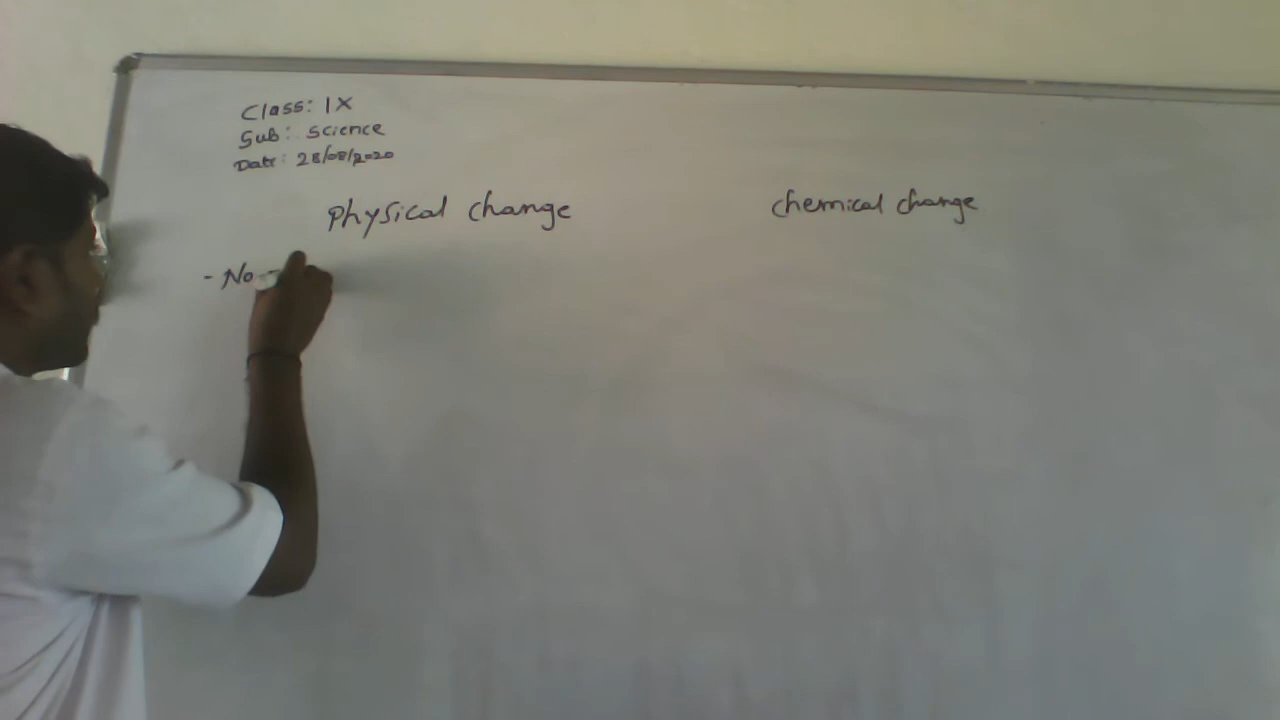 Class: IX
Sub: Science
Date: 28/08/2020
Physical change
chemical change
- No